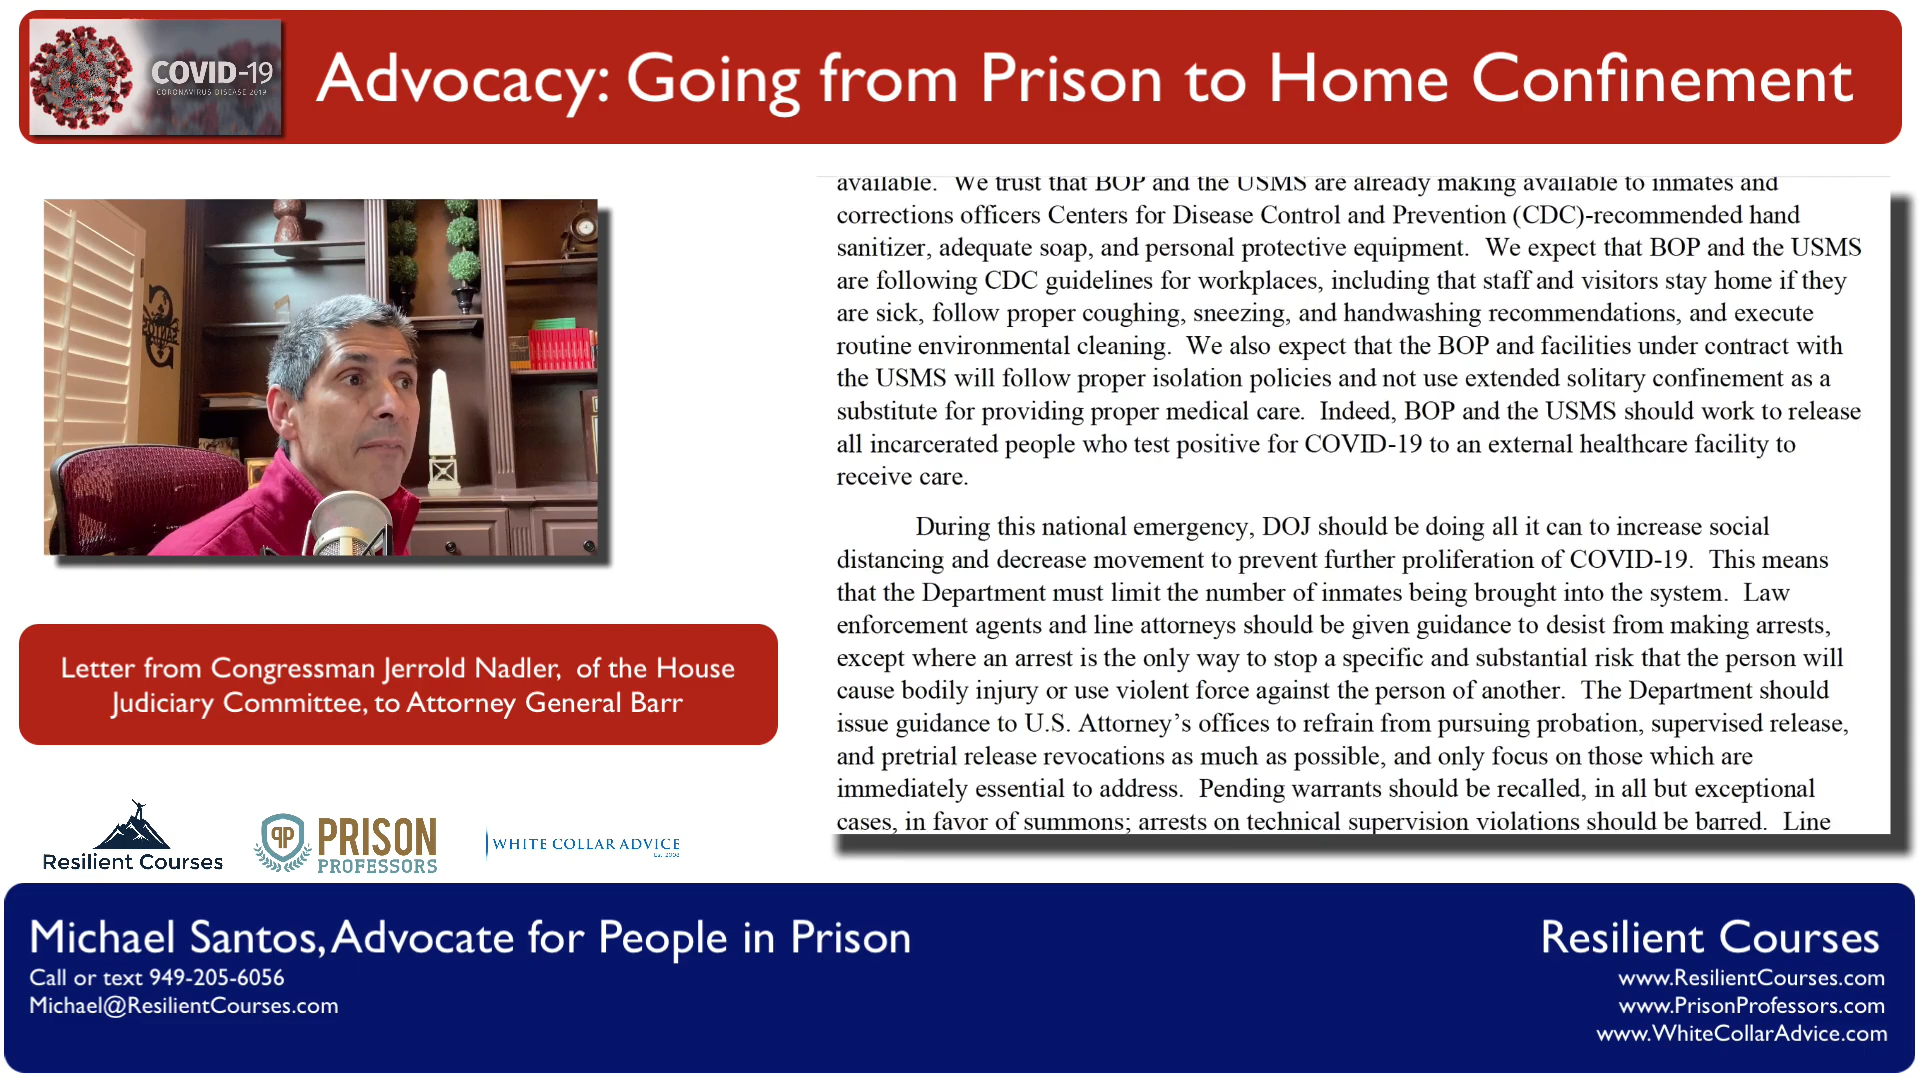 COVID-19
CORONAVIRUS DISEASE 2019
Advocacy: Going from Prison to Home Confinement
available.  We trust that BOP and the USMS are already making available to inmates and
corrections officers Centers for Disease Control and Prevention (CDC)-recommended hand
sanitizer, adequate soap, and personal protective equipment.  We expect that BOP and the USMS
are following CDC guidelines for workplaces, including that staff and visitors stay home if they
are sick, follow proper coughing, sneezing, and handwashing recommendations, and execute
routine environmental cleaning.  We also expect that the BOP and facilities under contract with
the USMS will follow proper isolation policies and not use extended solitary confinement as a
substitute for providing proper medical care.  Indeed, BOP and the USMS should work to release
all incarcerated people who test positive for COVID-19 to an external healthcare facility to
receive care.
During this national emergency, DOJ should be doing all it can to increase social
distancing and decrease movement to prevent further proliferation of COVID-19.  This means
that the Department must limit the number of inmates being brought into the system.  Law
enforcement agents and line attorneys should be given guidance to desist from making arrests,
except where an arrest is the only way to stop a specific and substantial risk that the person will
cause bodily injury or use violent force against the person of another.  The Department should
issue guidance to U.S. Attorney's offices to refrain from pursuing probation, supervised release,
and pretrial release revocations as much as possible, and only focus on those which are
immediately essential to address.  Pending warrants should be recalled, in all but exceptional
cases, in favor of summons; arrests on technical supervision violations should be barred.  Line
Letter from Congressman Jerrold Nadler,  of the House
Judiciary Committee, to Attorney General Barr
Resilient Courses
PP
PRISON
PROFESSORS
WHITE COLLAR ADVICE
Michael Santos, Advocate for People in Prison
Call or text 949-205-6056
Michael@ResilientCourses.com
Resilient Courses
www.ResilientCourses.com
www.PrisonProfessors.com
www.WhiteCollarAdvice.com